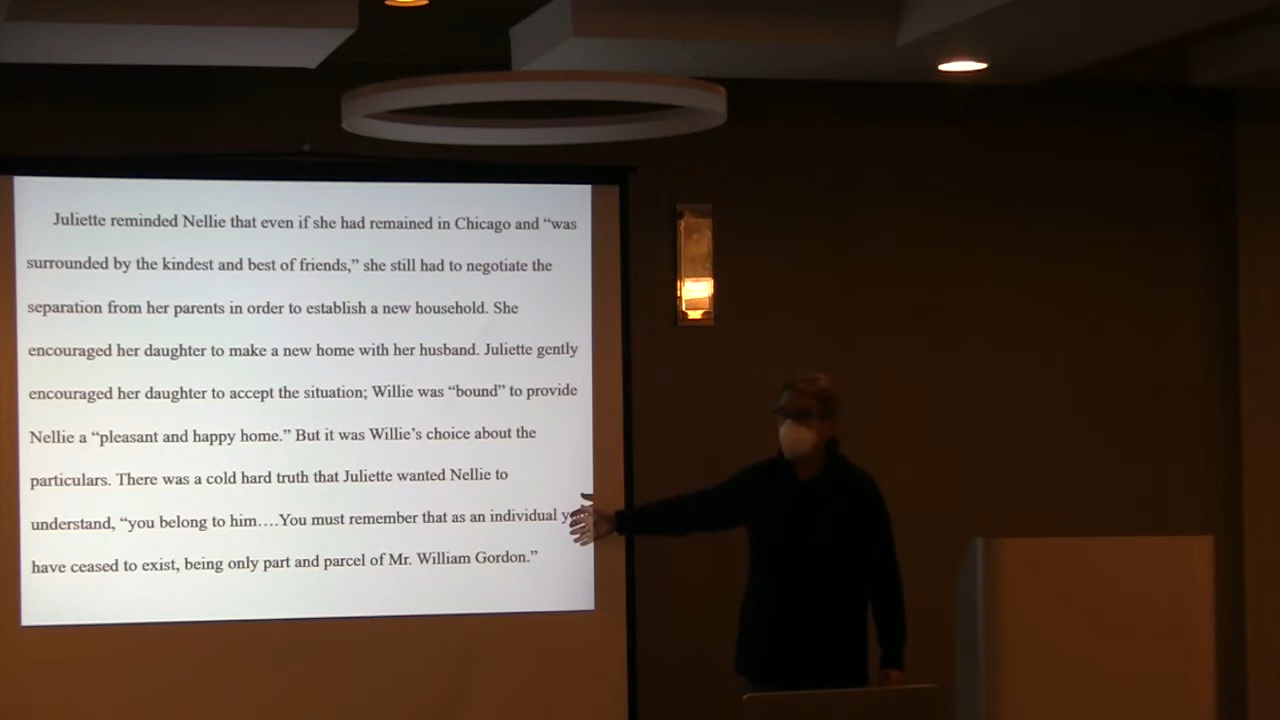 Juliette reminded Nellie that even if she had remained in Chicago and “was
surrounded by the kindest and best of friends,” she still had to negotiate the
separation from her parents in order to establish a new household. She
encouraged her daughter to make a new home with her husband. Juliette gently
encouraged her daughter to accept the situation; Willie was “bound” to provide
Nellie a “pleasant and happy home.” But it was Willie’s choice about the
particulars. There was a cold hard truth that Juliette wanted Nellie to
understand, “you belong to him….You must remember that as an individual
have ceased to exist, being only part and parcel of Mr. William Gordon.”